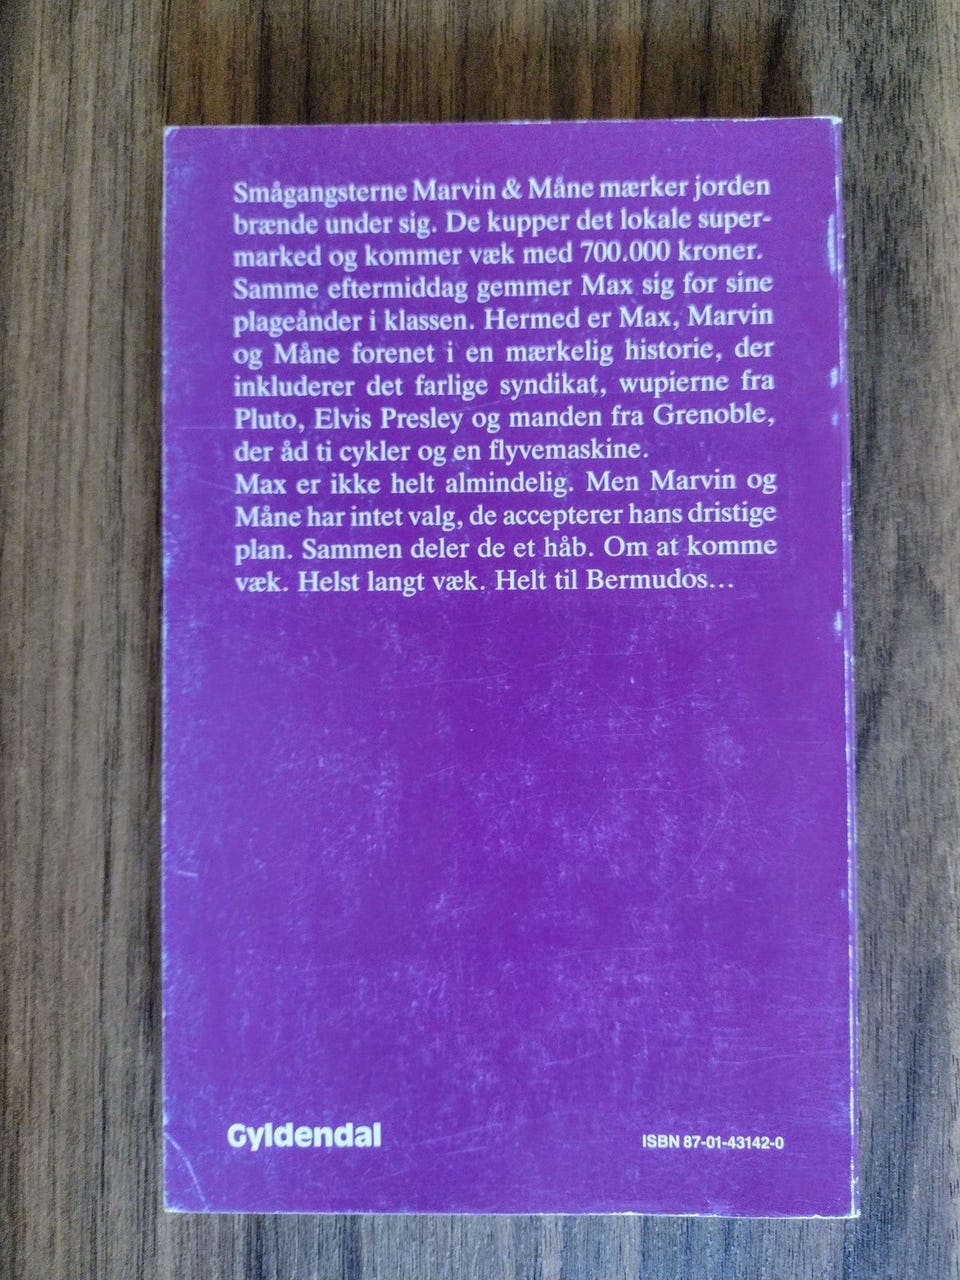 Smågangsterne Marvin & Måne mærker jorden
brænde under sig. De kupper det lokale super-
marked og kommer væk med 700.000 kroner.
Samme eftermiddag gemmer Max sig for sine
plageånder i klassen. Hermed er Max, Marvin
og Måne forenet i en mærkelig historie, der
inkluderer det farlige syndikat, wupierne fra
Pluto, Elvis Presley og manden fra Grenoble,
der åd ti cykler og en flyvemaskine.
Max er ikke helt almindelig. Men Marvin og
Måne har intet valg, de accepterer hans dristige
plan. Sammen deler de et håb. Om at komme
væk. Helst langt væk. Helt til Bermudos...
Gyldendal
ISBN 87-01-43142-0